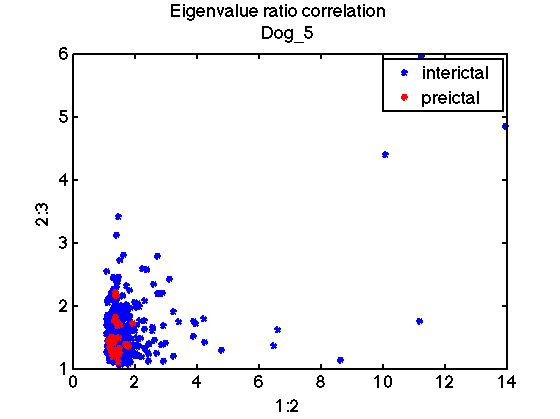 Eigenvalue ratio correlation
Dog_5
interictal
preictal
6
5
4
3
2
1
2:3
0 2 4 6 8 10 12 14
1:2